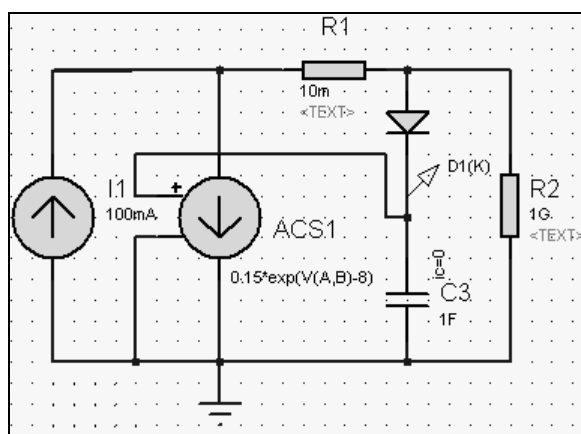 R1
10m
<TEXT>
D1(K)
I1
100mA
+
ACS1
0.15*exp(V(A,B)-8)
R2
1G
<TEXT>
ic=0
C3
1F